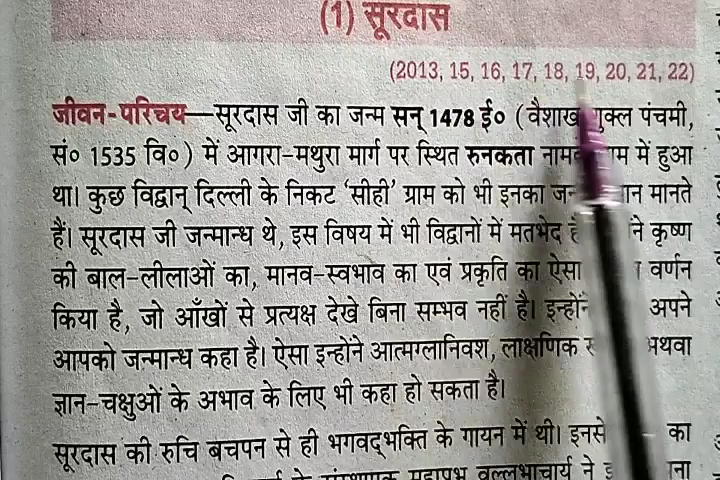 (1) सूरदास
(2013, 15, 16, 17, 18, 19, 20, 21, 22)
जीवन-परिचय—सूरदास जी का जन्म सन् 1478 ई० (वैशाख शुक्ल पंचमी,
सं० 1535 वि०) में आगरा-मथुरा मार्ग पर स्थित रुनकता नामक में हुआ
था। कुछ विद्वान् दिल्ली के निकट ‘सीही’ ग्राम को भी इनका मानते
हैं। सूरदास जी जन्मान्ध थे, इस विषय में भी विद्वानों में मतभेद कृष्ण
की बाल-लीलाओं का, मानव-स्वभाव का एवं प्रकृति का ऐसा वर्णन
किया है, जो आँखों से प्रत्यक्ष देखे बिना सम्भव नहीं है। अपने
आपको जन्मान्ध कहा है। ऐसा इन्होंने आत्मग्लानिवश, लाक्षणिक अथवा
ज्ञान-चक्षुओं के अभाव के लिए भी कहा हो सकता है।
सूरदास की रुचि बचपन से ही भगवद्भक्ति के गायन में थी। इनसे का
के संस्थापक महाप्रभु वल्लभाचार्य ने